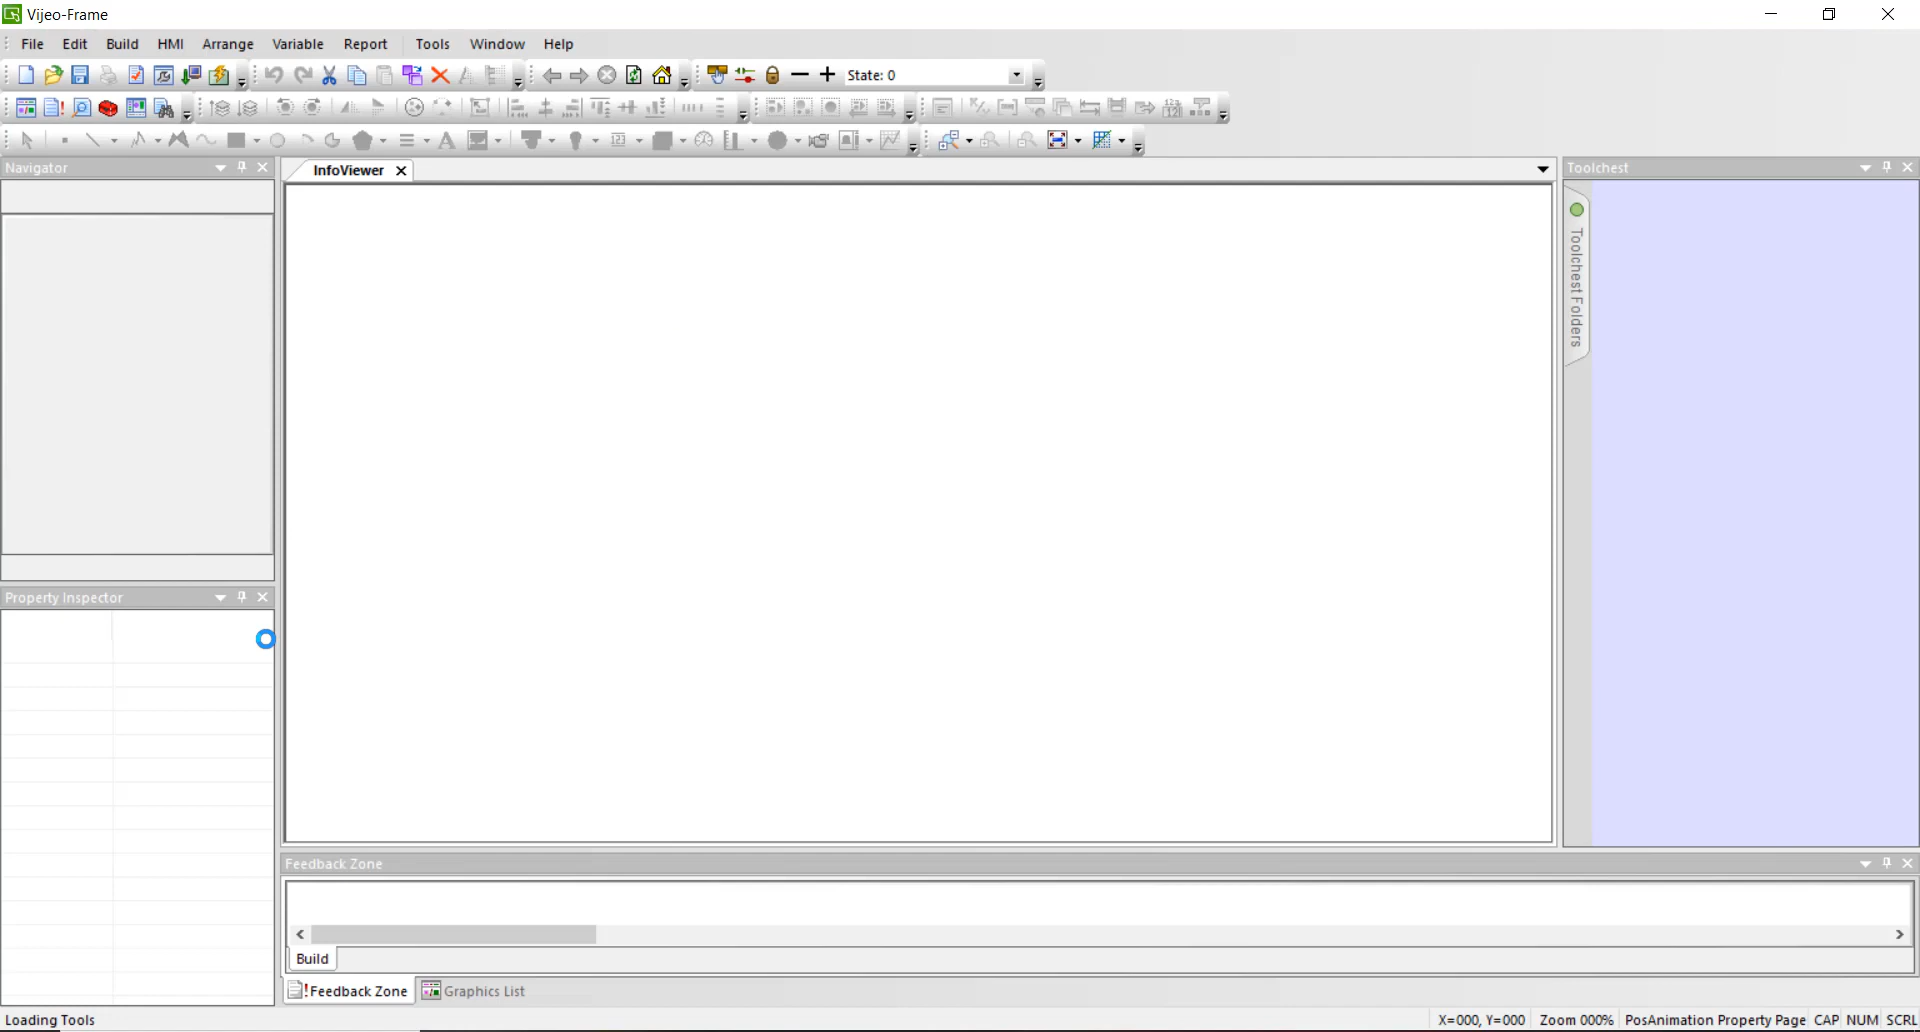 Vijeo-Frame
File Edit Build HMI Arrange Variable Report Tools Window Help
State: 0
Navigator
InfoViewer
Toolchest
Toolchest Folders
Property Inspector
Feedback Zone
Build
Feedback Zone Graphics List
Loading Tools X=000, Y=000 Zoom 000% PosAnimation Property Page CAP NUM SCRL